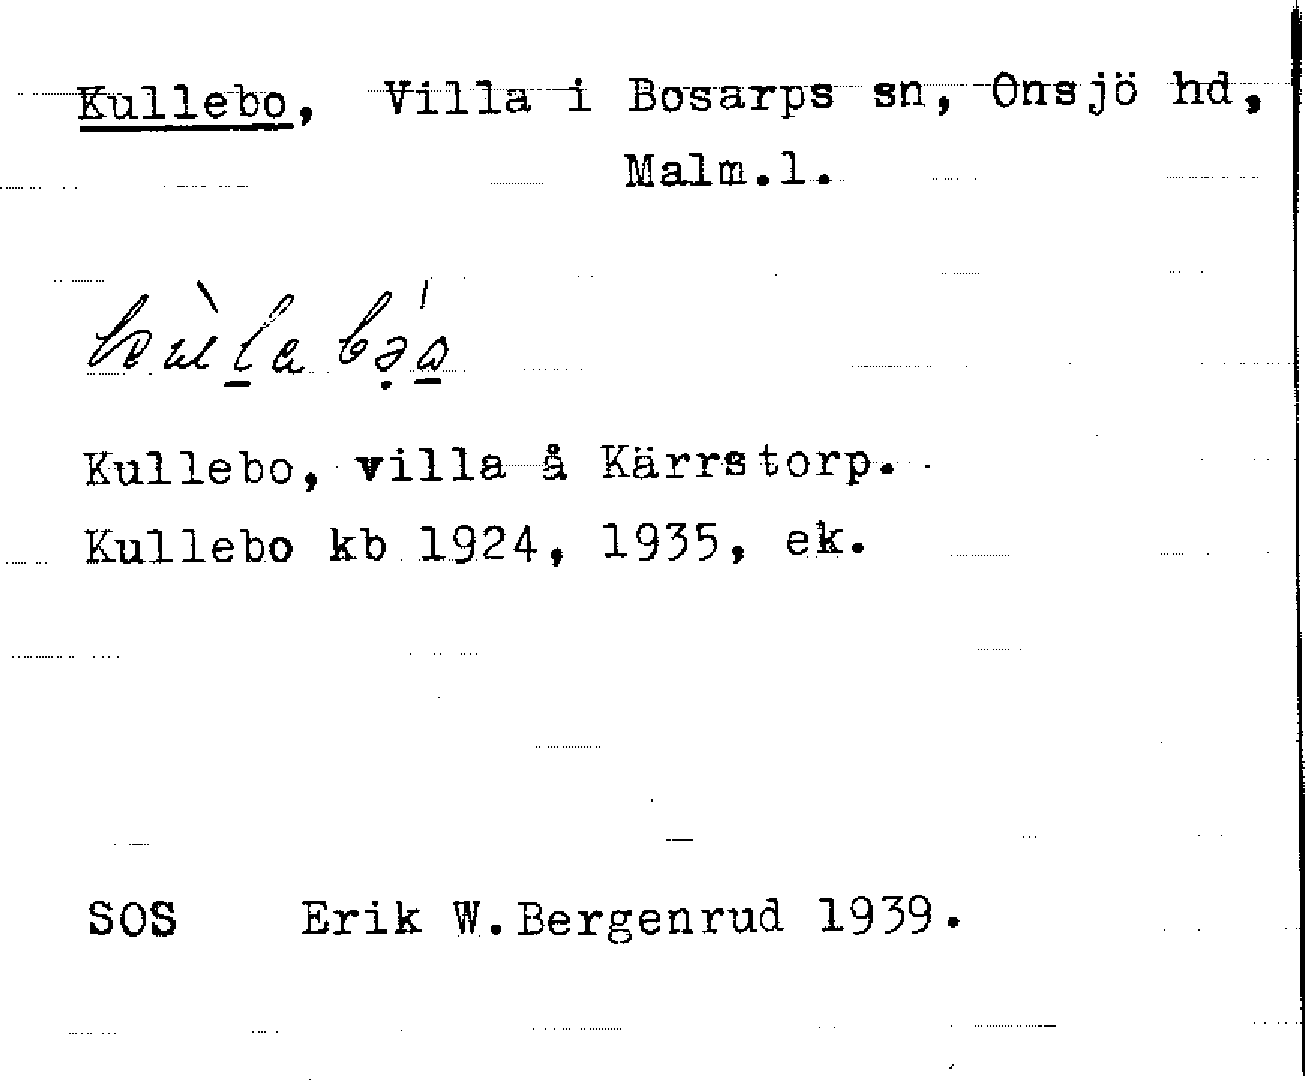 Kullebo, Villa i Bosarps sn, Onsjö hd,
Malm.l.
Kullebo, villa å Kärrstorp.
Kullebo kb 1924, 1935, ek.
SOS Erik W.Bergenrud 1939.